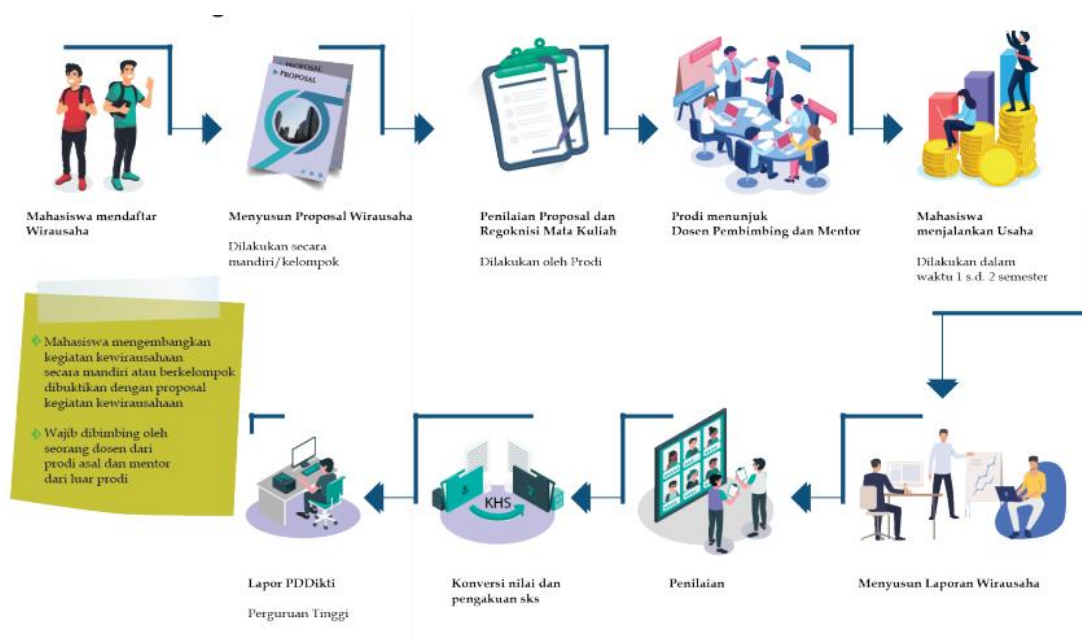 PROPOSAL
PROPOSAL
Mahasiswa mendaftar
Wirausaha
Menyusun Proposal Wirausaha
Dilakukan secara
mandiri/kelompok
Penilaian Proposal dan
Regoknisi Mata Kuliah
Dilakukan oleh Prodi
Prodi menunjuk
Dosen Pembimbing dan Mentor
Mahasiswa
menjalankan Usaha
Dilakukan dalam
waktu 1 s.d. 2 semester
Mahasiswa mengembangkan
kegiatan kewirausahaan
secara mandiri atau berkelompok
dibuktikan dengan proposal
kegiatan kewirausahaan
Wajib dibimbing oleh
seorang dosen dari
prodi asal dan mentor
dari luar prodi
KHS
Lapor PDDikti
Perguruan Tinggi
Konversi nilai dan
pengakuan sks
Penilaian
Menyusun Laporan Wirausaha